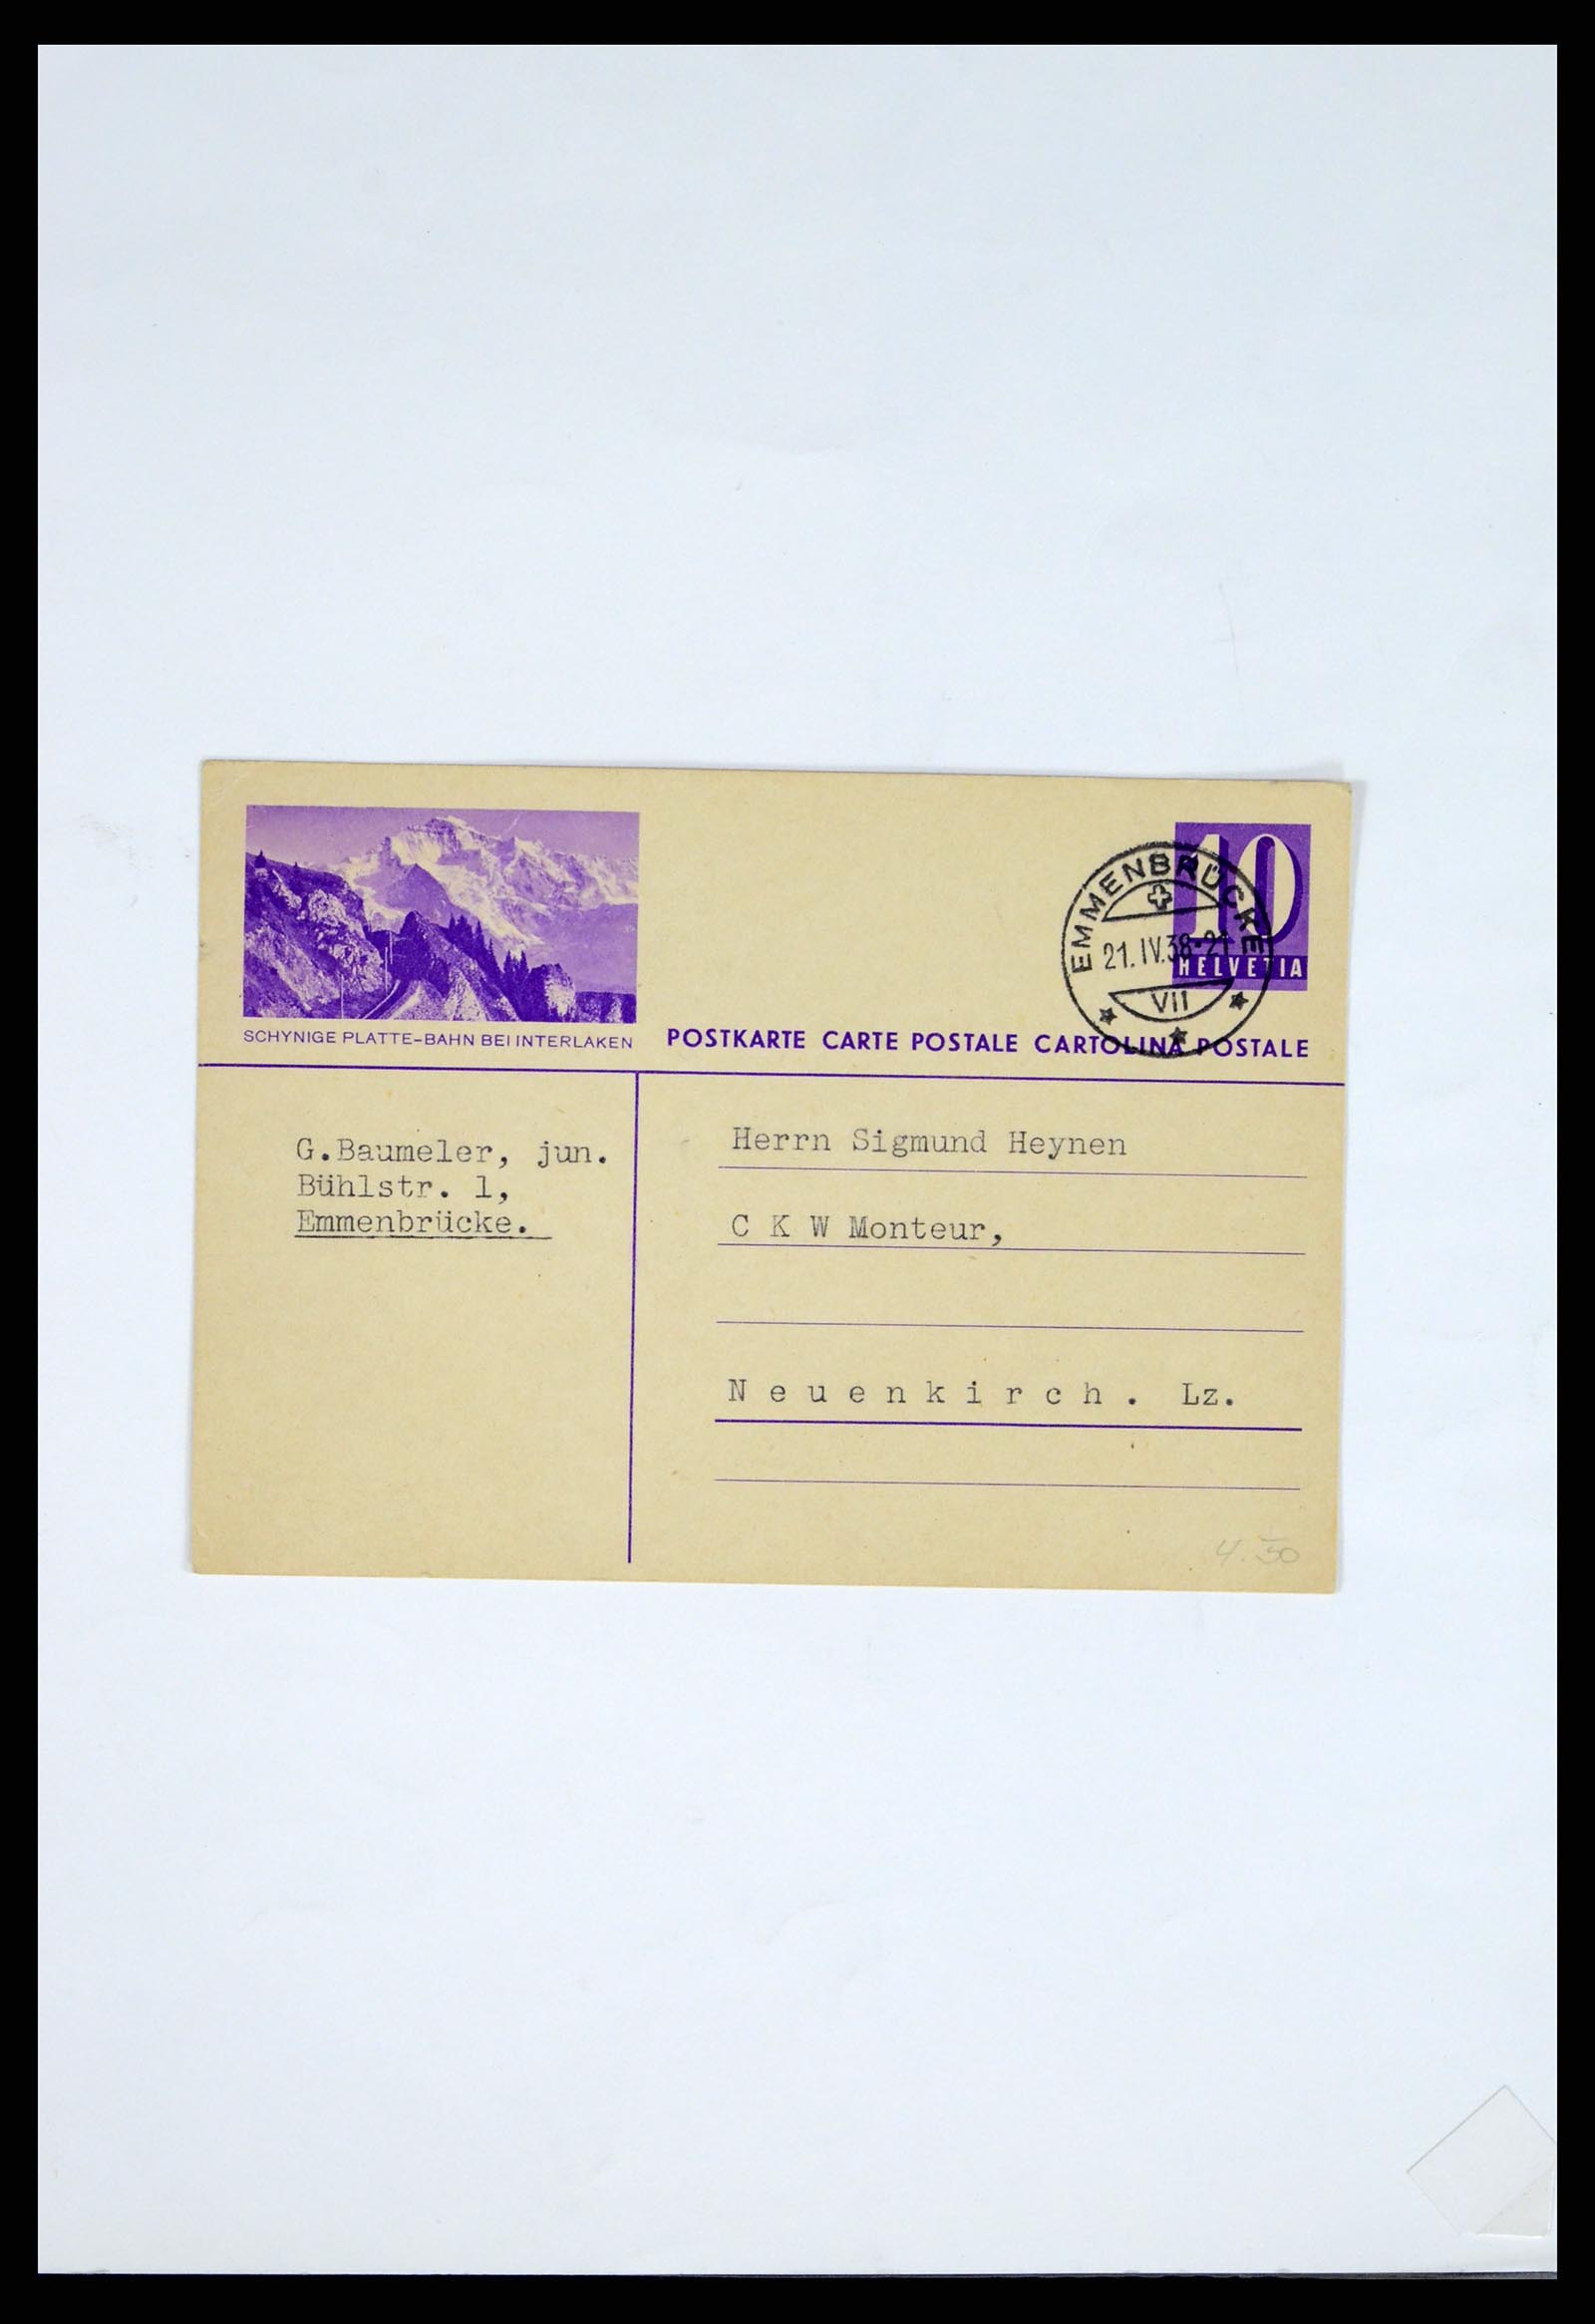 10
HELVETIA
EMMENBRÜCKE
21.IV.38-21
VII
SCHYNIGE PLATTE-BAHN BEI INTERLAKEN
POSTKARTE CARTE POSTALE CARTOLINA POSTALE
G.Baumeler, jun.
Bühlstr. 1,
Emmenbrücke.
Herrn Sigmund Heynen
C K W Monteur,
N e u e n k i r c h . Lz.
4.50